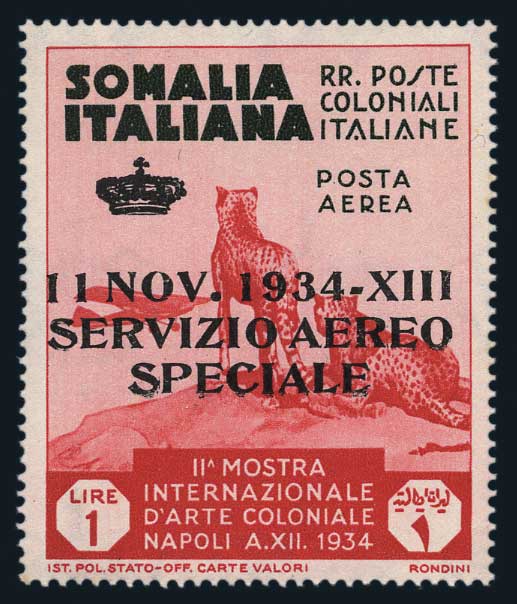 SOMALIA
ITALIANA
RR. POSTE
COLONIALI
ITALIANE
POSTA
AEREA
11 NOV. 1934-XIII
SERVIZIO AEREO
SPECIALE
IIA MOSTRA
INTERNAZIONALE
D'ARTE COLONIALE
NAPOLI A.XII. 1934
LIRE
1
١
IST. POL. STATO-OFF. CARTE VALORI
RONDINI